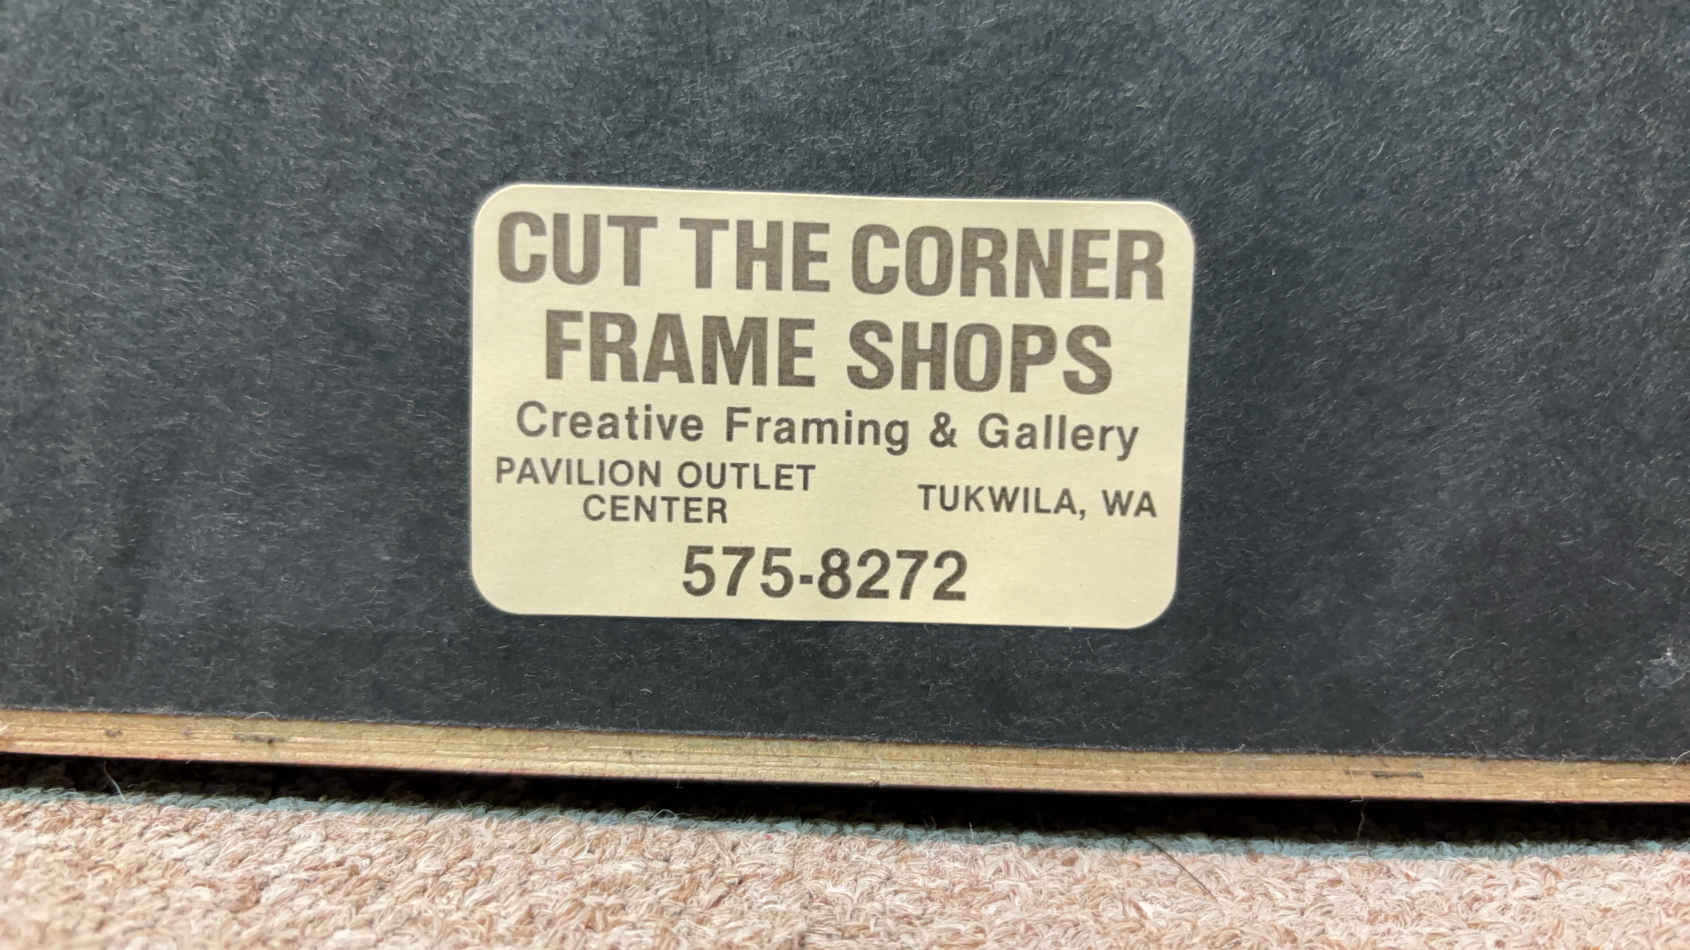 CUT THE CORNER
FRAME SHOPS
Creative Framing & Gallery
PAVILION OUTLET
CENTER
TUKWILA, WA
575-8272